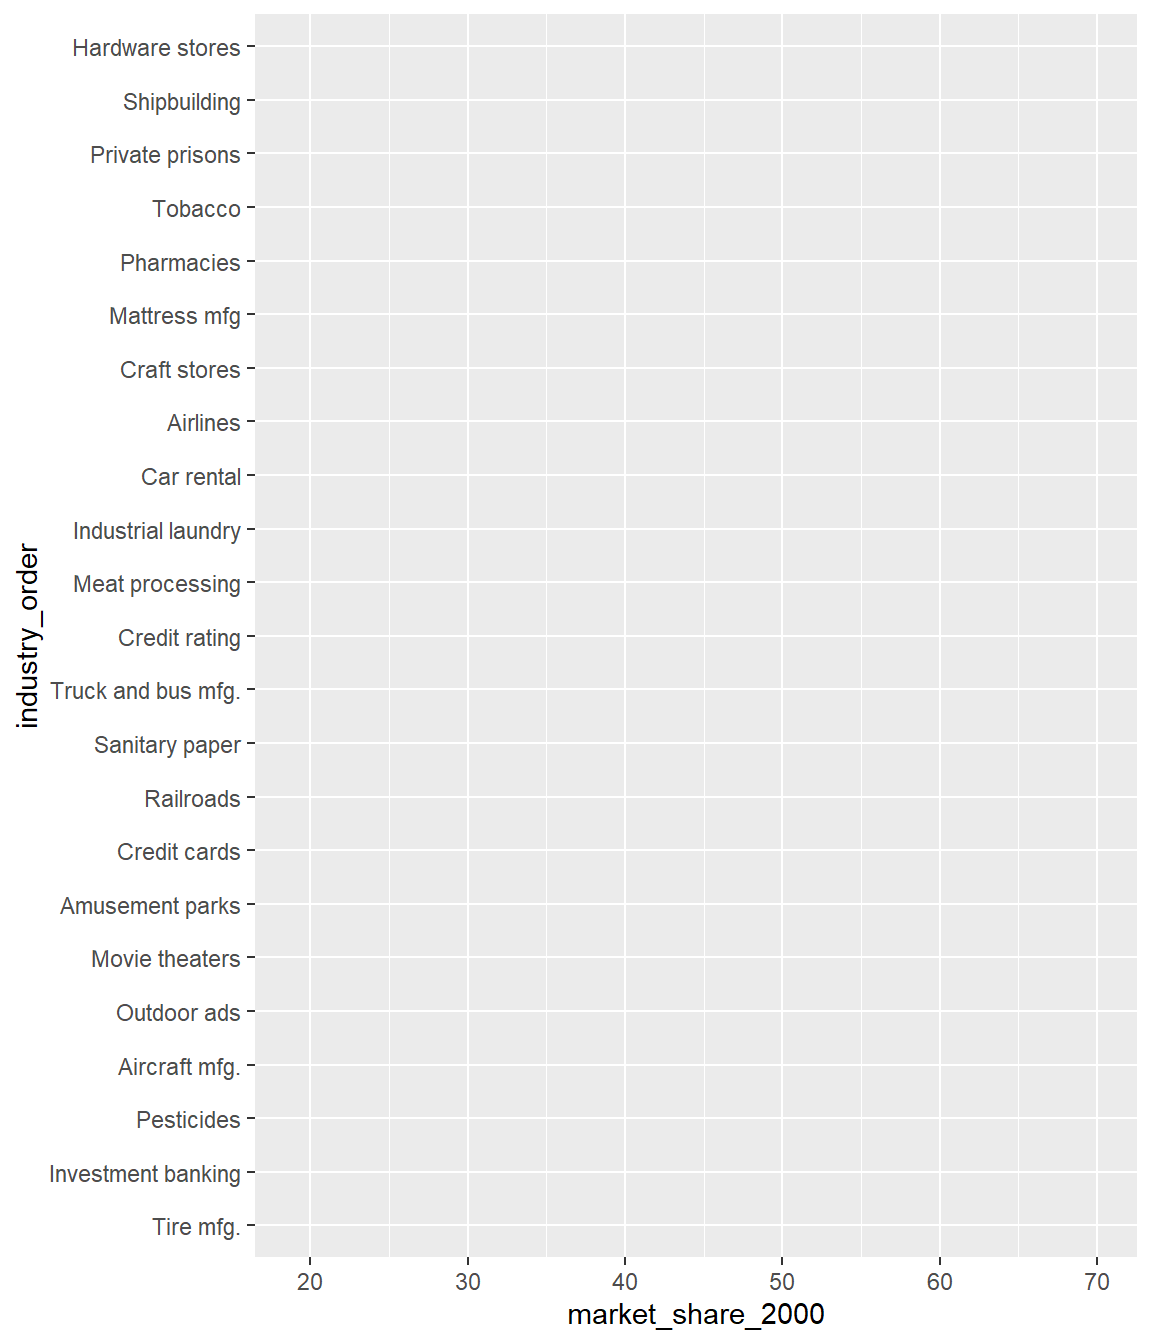 Hardware stores
Shipbuilding
Private prisons
Tobacco
Pharmacies
Mattress mfg
Craft stores
Airlines
Car rental
Industrial laundry
Meat processing
Credit rating
Truck and bus mfg.
Sanitary paper
Railroads
Credit cards
Amusement parks
Movie theaters
Outdoor ads
Aircraft mfg.
Pesticides
Investment banking
Tire mfg.
industry_order
20 30 40 50 60 70
market_share_2000